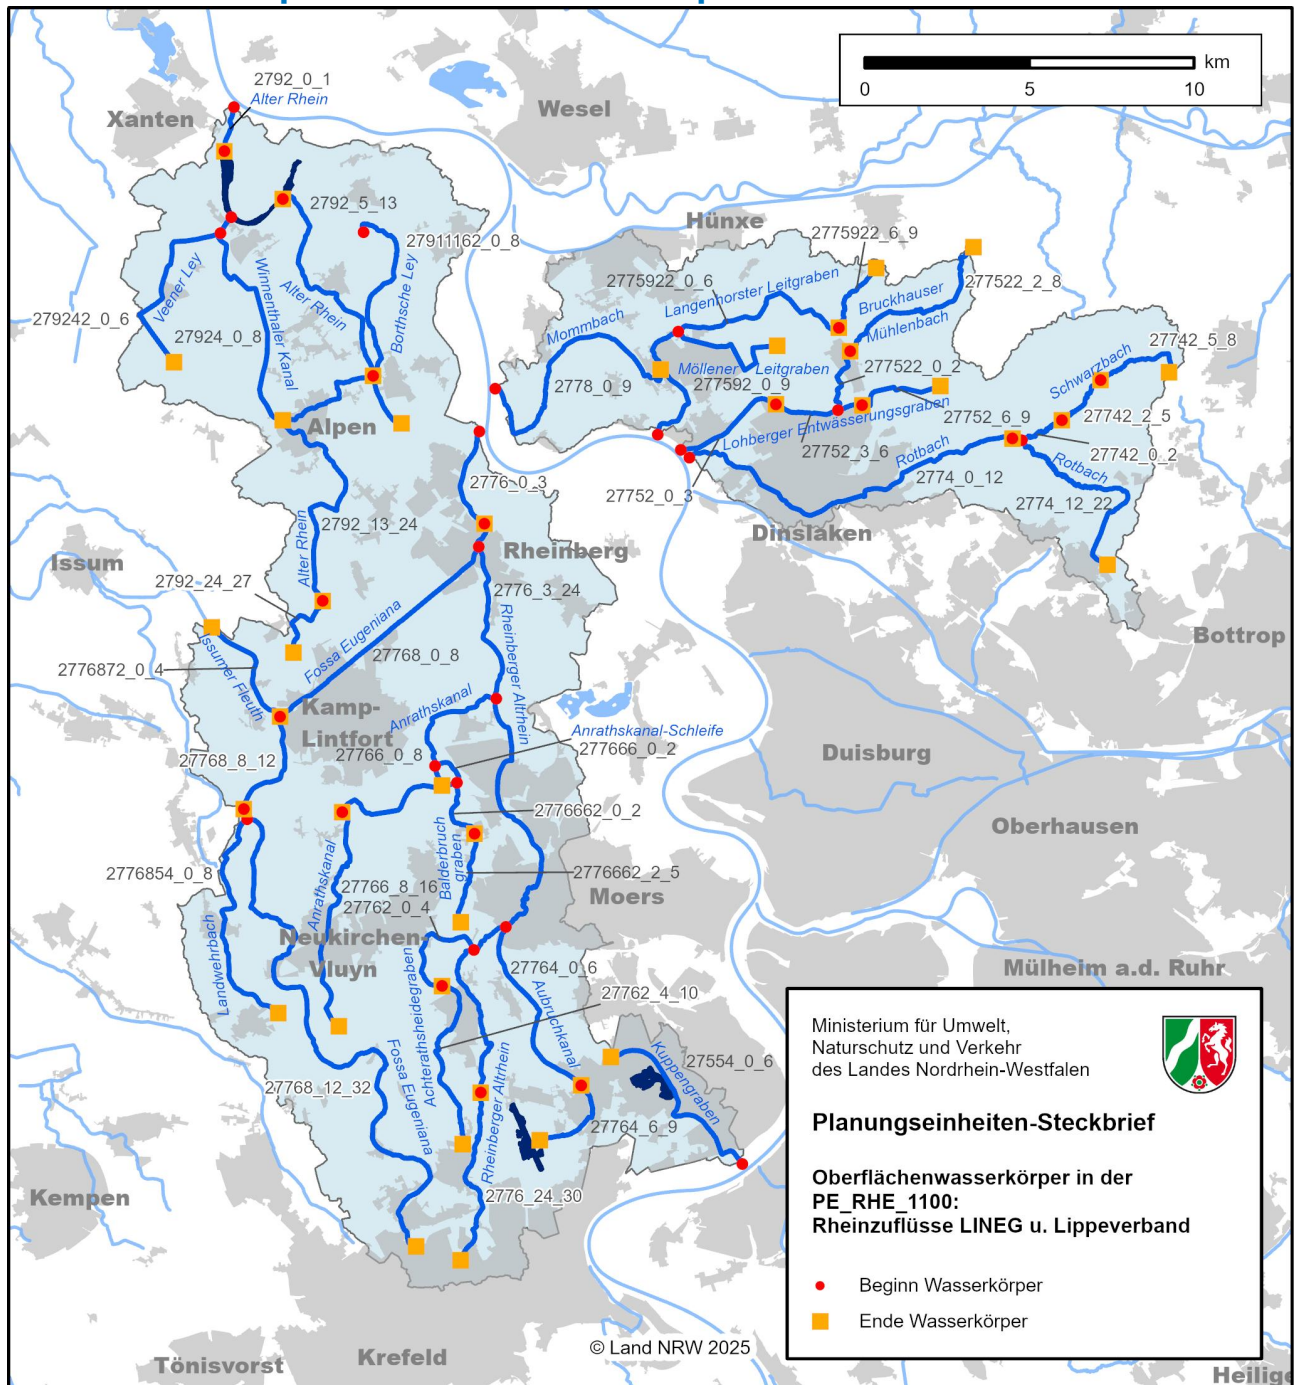 2792_0_1
Alter Rhein
Xanten
Wesel
km
0
5
10
2792_5_13
27911162_0_8
Hünxe
2775922_6_9
2775922_0_6
Langenhorster Leitgraben
Bruckhauser
Mühlenbach
277522_2_8
Veener Ley
Winnenthaler Kanal
Alter Rhein
Borthsche Ley
279242_0_6
27924_0_8
Mommbach
2778_0_9
Möllener Leitgraben
277592_0_9
277522_0_2
Schwarzbach
27742_5_8
27752_6_9
27742_2_5
Lohberger Entwässerungsgraben
27752_3_6
27742_0_2
Rotbach
Rotbach
2774_0_12
2774_12_22
27752_0_3
Dinslaken
Alpen
2776_0_3
2792_13_24
Rheinberg
Issum
Alter Rhein
2792_24_27
2776_3_24
Rheinberger Altrhein
Fossa Eugeniana
27768_0_8
Bottrop
2776872_0_4
Issumer Fleuth
Kamp-
Lintfort
Anrathskanal
Anrathskanal-Schleife
277666_0_2
27766_0_8
27768_8_12
Duisburg
2776662_0_2
Oberhausen
Balderbruch
graben
2776854_0_8
Anrathskanal
27766_8_16
2776662_2_5
Moers
27762_0_4
Neukirchen-
Vluyn
Landwehrbach
27764_0_6
Mülheim a.d. Ruhr
27762_4_10
Aubruchkanal
Achterathsheidegraben
Fossa Eugeniana
Rheinberger Altrhein
Kuppengraben
27554_0_6
27768_12_32
27764_6_9
2776_24_30
Kempen
Tönisvorst
Krefeld
© Land NRW 2025
Ministerium für Umwelt,
Naturschutz und Verkehr
des Landes Nordrhein-Westfalen
Planungseinheiten-Steckbrief
Oberflächenwasserkörper in der
PE_RHE_1100:
Rheinzuflüsse LINEG u. Lippeverband
Beginn Wasserkörper
Ende Wasserkörper